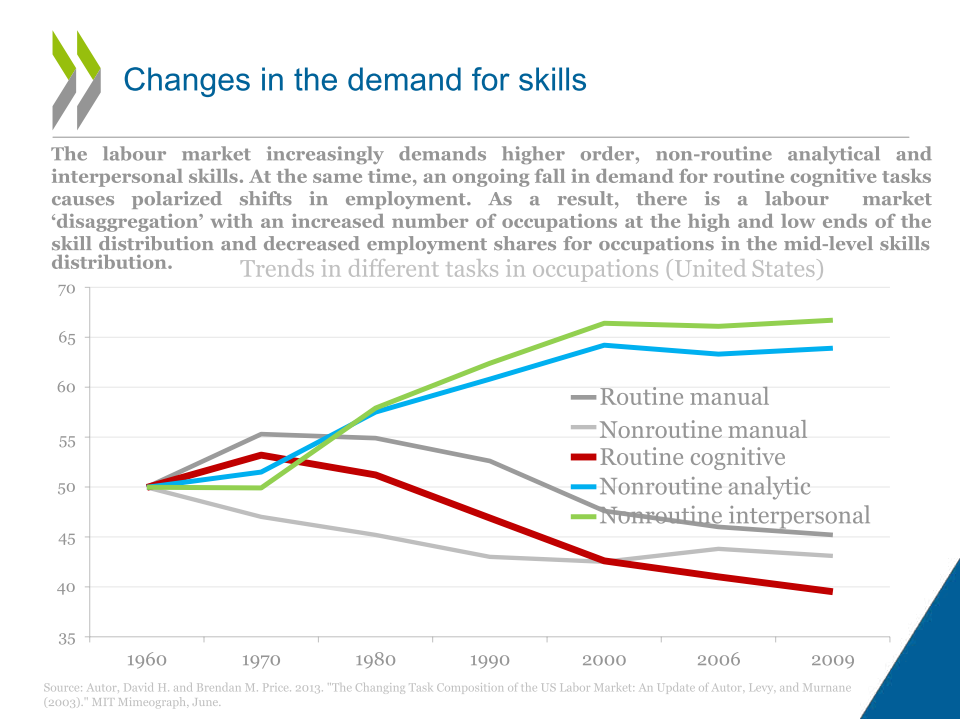 Changes in the demand for skills
The labour market increasingly demands higher order, non-routine analytical and
interpersonal skills. At the same time, an ongoing fall in demand for routine cognitive tasks
causes polarized shifts in employment. As a result, there is a labour market
‘disaggregation’ with an increased number of occupations at the high and low ends of the
skill distribution and decreased employment shares for occupations in the mid-level skills
distribution.
Trends in different tasks in occupations (United States)
70
65
60
55
50
45
40
35
Routine manual
Nonroutine manual
Routine cognitive
Nonroutine analytic
Nonroutine interpersonal
1960 1970 1980 1990 2000 2006 2009
Source: Autor, David H. and Brendan M. Price. 2013. "The Changing Task Composition of the US Labor Market: An Update of Autor, Levy, and Murnane
(2003)." MIT Mimeograph, June.